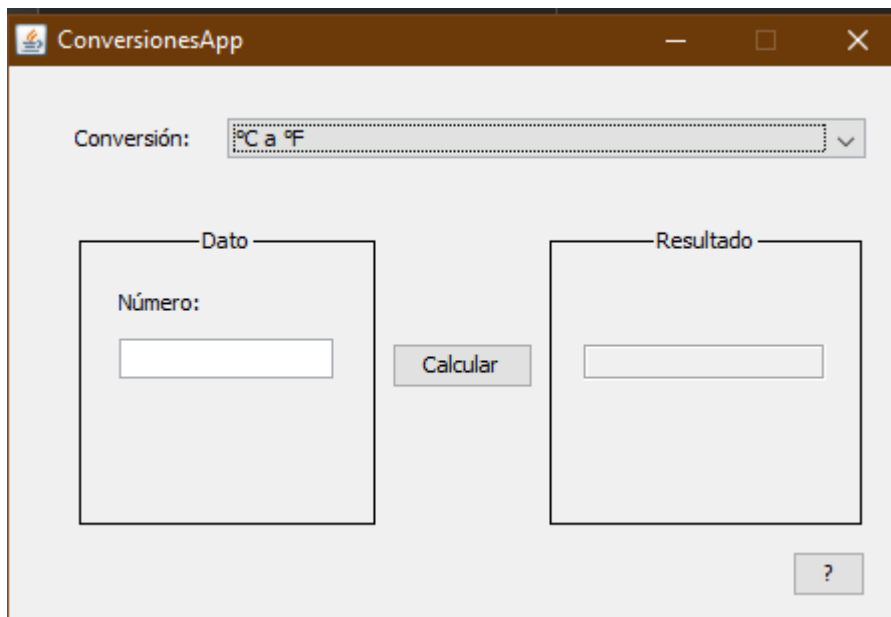 ConversionesApp
Conversión:
ºC a ºF
Dato
Resultado
Número:
Calcular
?